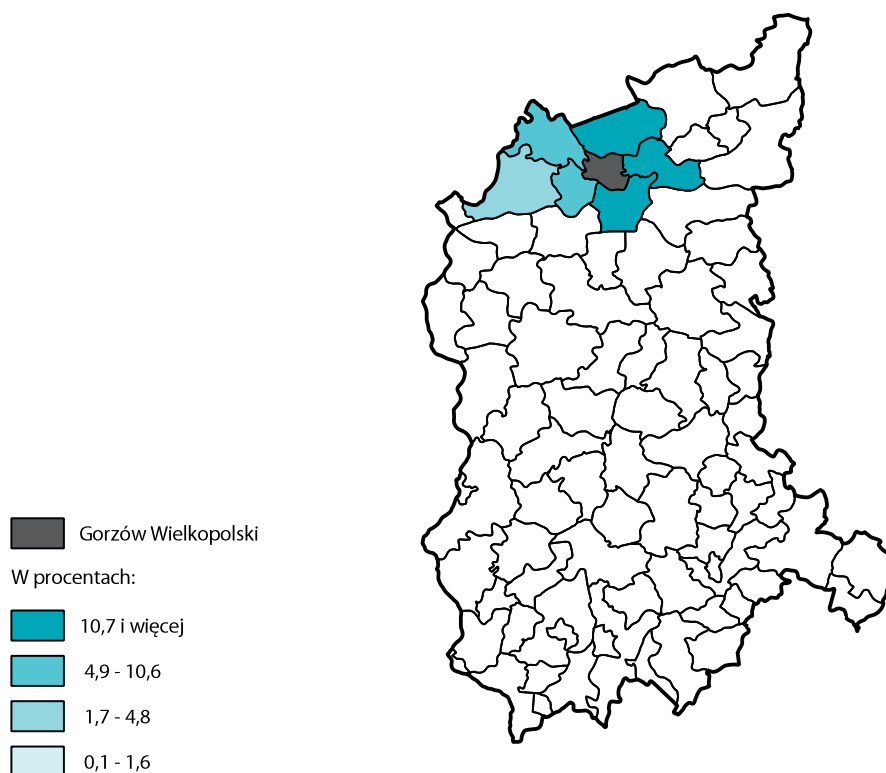 Gorzów Wielkopolski
W procentach:
10,7 i więcej
4,9 - 10,6
1,7 - 4,8
0,1 - 1,6